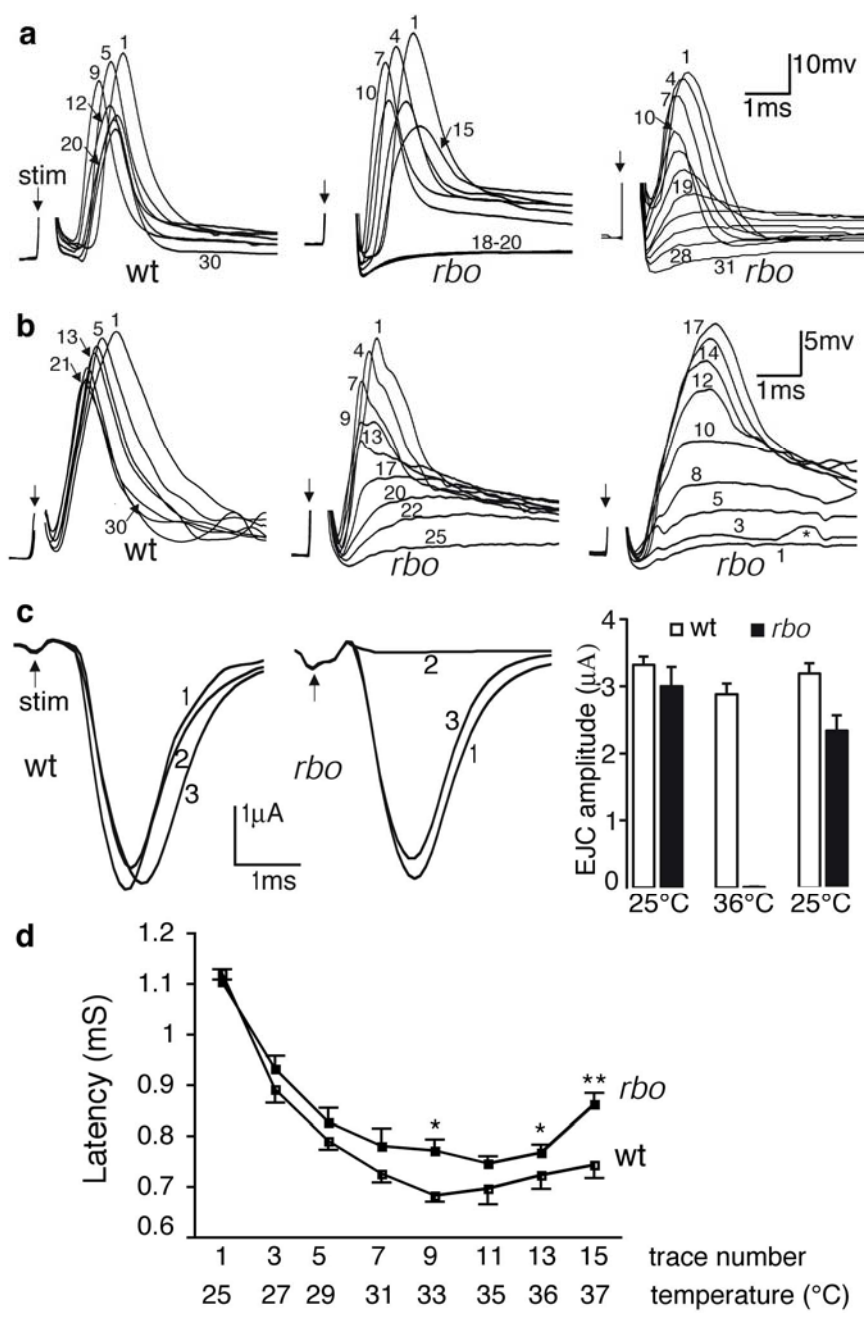 a
1
5
9
12
20
stim
30
wt
1
4
7
10
15
18-20
rbo
1
4
7
10
19
28
31
rbo
10mv
1ms
b
1
5
13
21
30
wt
1
4
7
9
13
17
20
22
25
rbo
17
14
12
10
8
5
3
*
1
rbo
5mv
1ms
c
stim
wt
1
2
3
1µA
1ms
rbo
2
3
1
wt rbo
EJC amplitude (µA)
4
3
2
1
0
25°C 36°C 25°C
d
Latency (mS)
1.2
1.1
1
0.9
0.8
0.7
0.6
* * **
rbo
wt
1 3 5 7 9 11 13 15 trace number
25 27 29 31 33 35 36 37 temperature (°C)